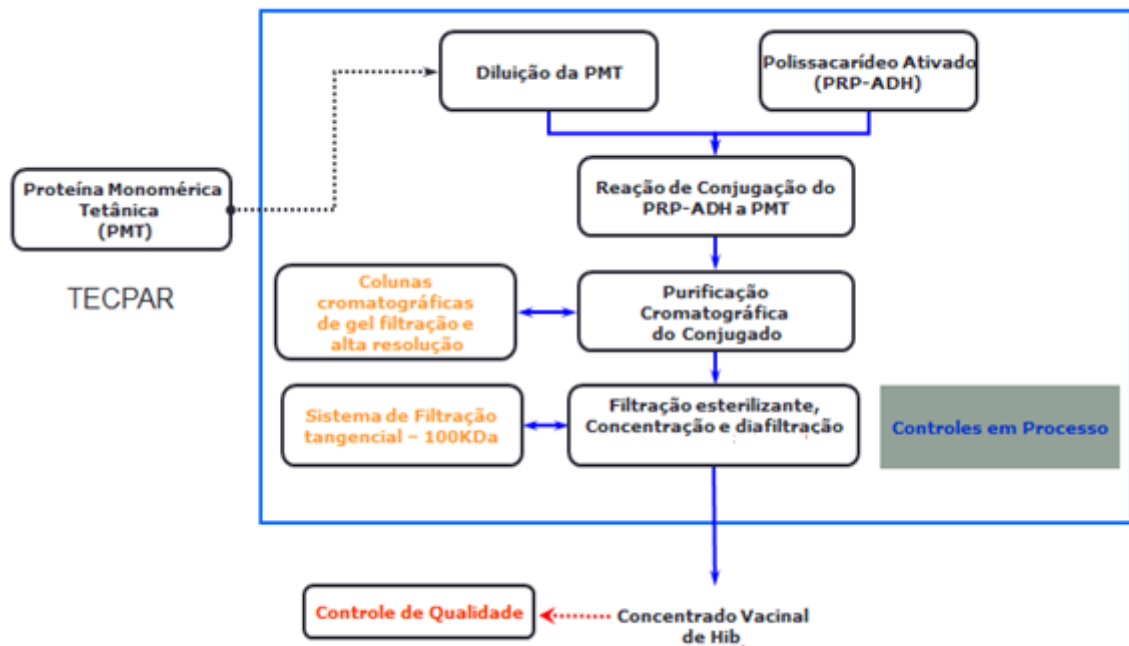 Diluição da PMT
Polissacarídeo Ativado
(PRP-ADH)
Proteína Monomérica
Tetânica
(PMT)
TECPAR
Reação de Conjugação do
PRP-ADH a PMT
Colunas
cromatográficas
de gel filtração e
alta resolução
Purificação
Cromatográfica
do Conjugado
Sistema de Filtração
tangencial – 100KDa
Filtração esterilizante,
Concentração e diafiltração
Controles em Processo
Controle de Qualidade
Concentrado Vacinal
de Hib